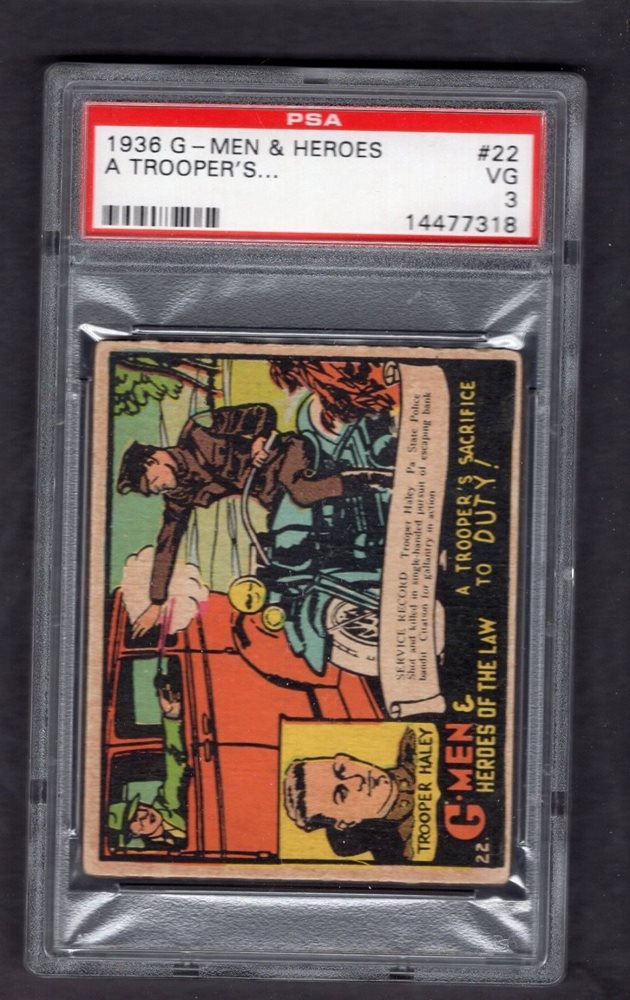 PSA
1936 G-MEN & HEROES #22
A TROOPER'S... VG
3
14477318
SERVICE RECORD Trooper Haley Pa State Police
Shot and killed in single-handed pursuit of escaping bank
bandit Citation for gallantry in action
TROOPER HALEY
22. G-MEN &
HEROES OF THE LAW
A TROOPER'S SACRIFICE
TO DUTY!